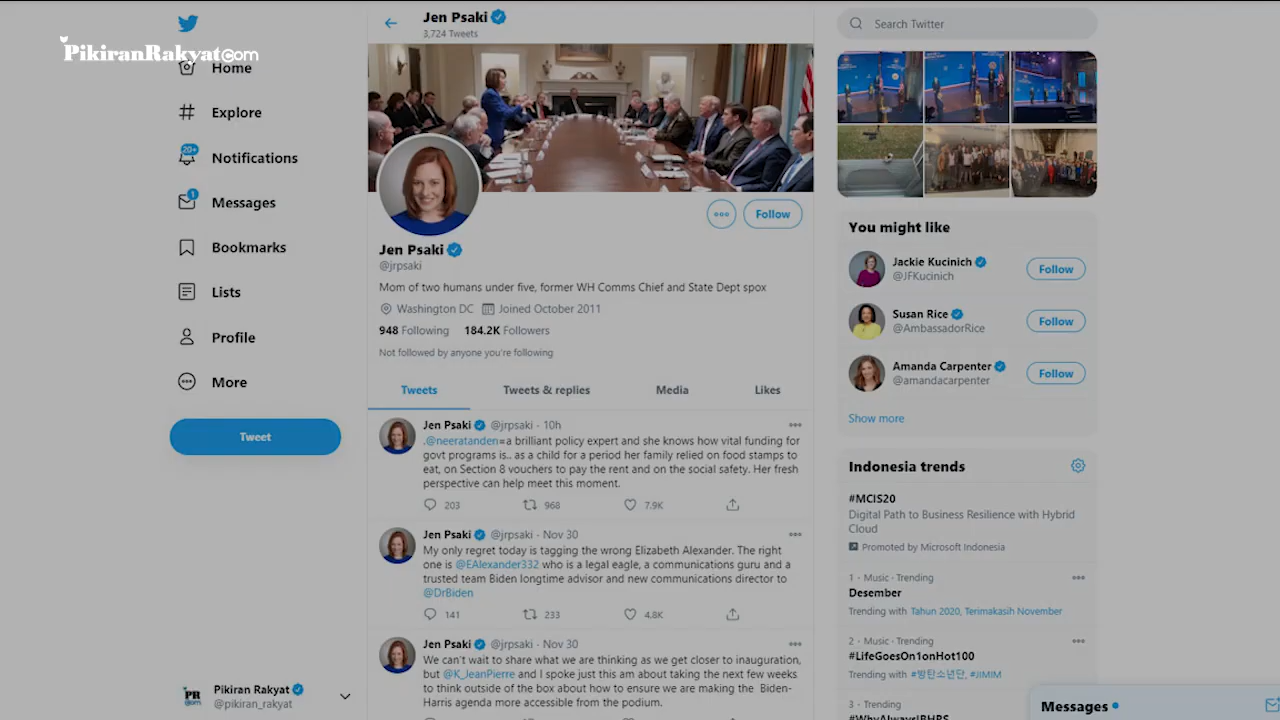 PikiranRakyat.com
Home
Explore
20+
Notifications
1
Messages
Bookmarks
Lists
Profile
More
Tweet
Pikiran Rakyat
@pikiran_rakyat
PR
Jen Psaki
3,724 Tweets
Follow
Jen Psaki
@jrpsaki
Mom of two humans under five, former WH Comms Chief and State Dept spox
Washington DC Joined October 2011
948 Following 184.2K Followers
Not followed by anyone you're following
Tweets Tweets & replies Media Likes
Jen Psaki @jrpsaki · 10h
.@neeratanden=a brilliant policy expert and she knows how vital funding for
govt programs is.. as a child for a period her family relied on food stamps to
eat, on Section 8 vouchers to pay the rent and on the social safety. Her fresh
perspective can help meet this moment.
203 968 7.9K
Jen Psaki @jrpsaki · Nov 30
My only regret today is tagging the wrong Elizabeth Alexander. The right
one is @EAlexander332 who is a legal eagle, a communications guru and a
trusted team Biden longtime advisor and new communications director to
@DrBiden
141 233 4.8K
Jen Psaki @jrpsaki · Nov 30
We can't wait to share what we are thinking as we get closer to inauguration,
but @K_JeanPierre and I spoke just this am about taking the next few weeks
to think outside of the box about how to ensure we are making the Biden-
Harris agenda more accessible from the podium.
Search Twitter
You might like
Jackie Kucinich
@JFKucinich
Follow
Susan Rice
@AmbassadorRice
Follow
Amanda Carpenter
@amandacarpenter
Follow
Show more
Indonesia trends
#MCIS20
Digital Path to Business Resilience with Hybrid
Cloud
Promoted by Microsoft Indonesia
1 · Music · Trending
Desember
Trending with Tahun 2020, Terimakasih November
2 · Music · Trending
#LifeGoesOn1onHot100
Trending with #방탄소년단, #JIMIM
3 · Trending
#WhyAlwaysIBHRS
Messages